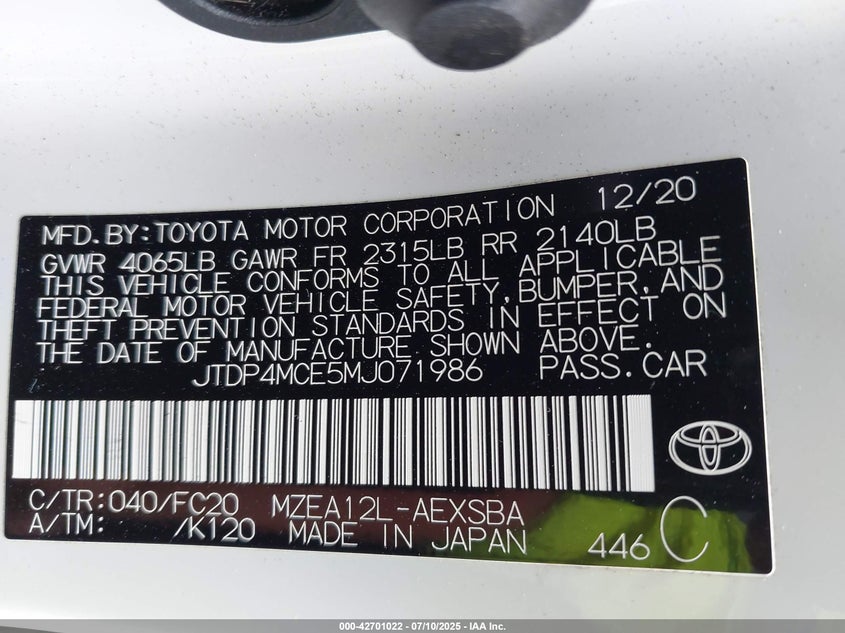 MFD.BY:TOYOTA MOTOR CORPORATION 12/20
GVWR 4065LB GAWR FR 2315LB RR 2140LB
THIS VEHICLE CONFORMS TO ALL APPLICABLE
FEDERAL MOTOR VEHICLE SAFETY,BUMPER,AND
THEFT PREVENTION STANDARDS IN EFFECT ON
THE DATE OF MANUFACTURE SHOWN ABOVE.
JTDP4MCE5MJ071986 PASS.CAR
C/TR:040/FC20 MZEA12L-AEXSBA
A/TM: /K120 MADE IN JAPAN 446 C
000-42701022 - 07/10/2025 - IAA Inc.